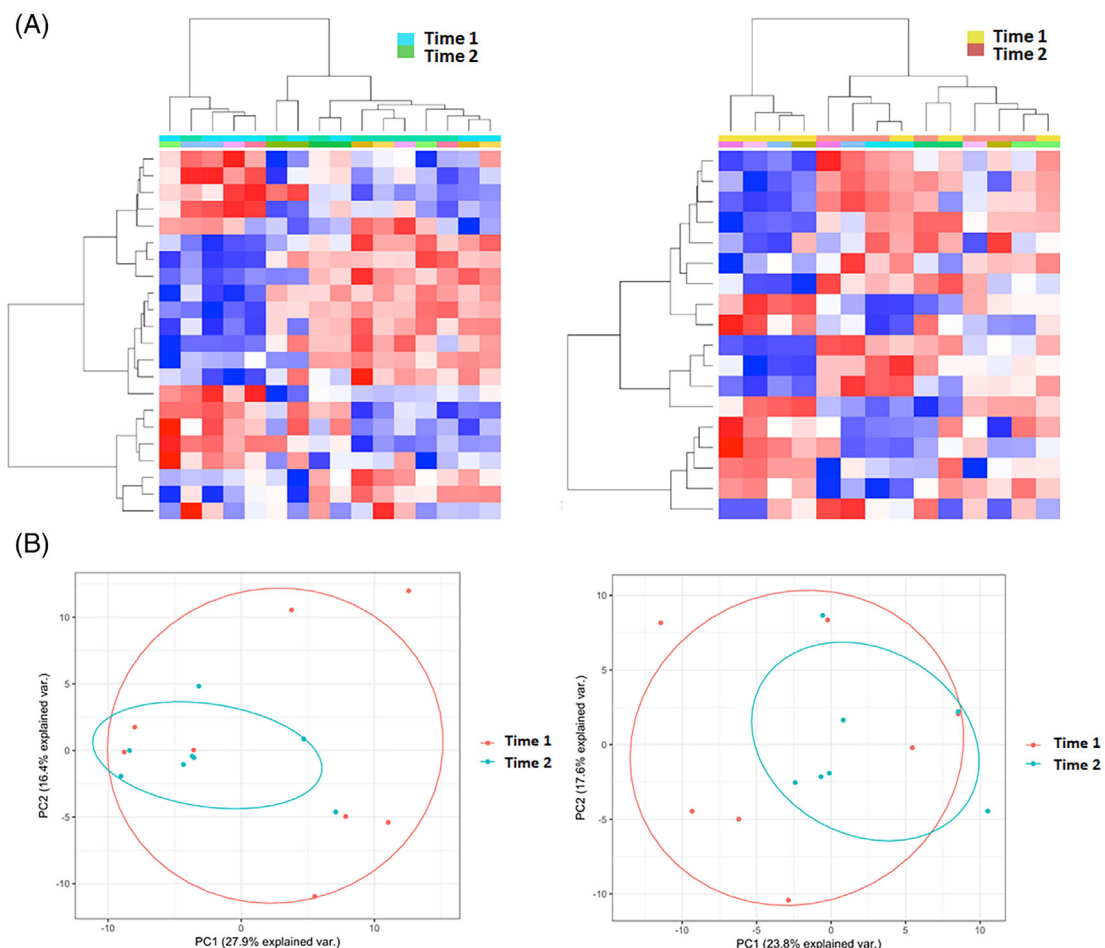 (A)
Time 1
Time 2
Time 1
Time 2
(B)
10
5
0
-5
-10
-10
0
10
PC2 (16.4% explained var.)
PC1 (27.9% explained var.)
Time 1
Time 2
10
5
0
-5
-10
-10
-5
0
5
10
PC2 (17.6% explained var.)
PC1 (23.8% explained var.)
Time 1
Time 2